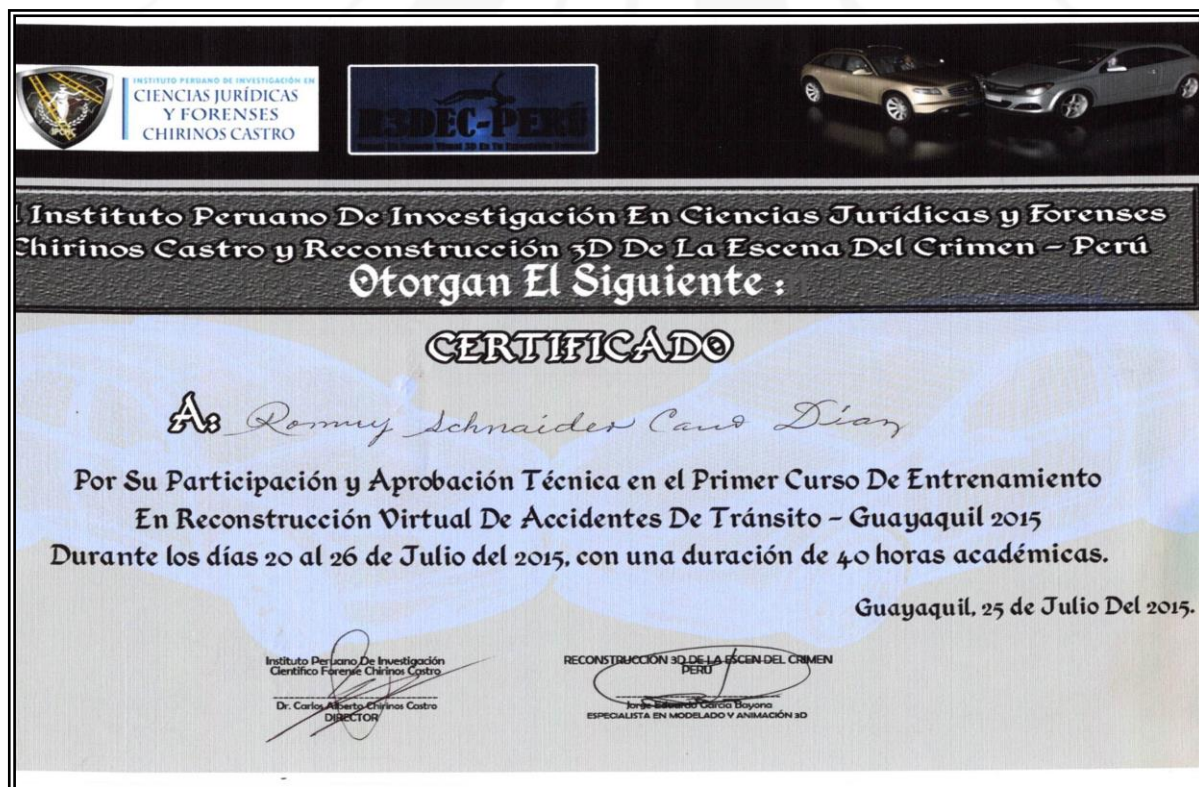 INSTITUTO PERUANO DE INVESTIGACIÓN EN
CIENCIAS JURÍDICAS
Y FORENSES
CHIRINOS CASTRO
R3DEC-PERÚ
l Instituto Peruano De Investigación En Ciencias Jurídicas y Forenses
Chirinos Castro y Reconstrucción 3D De La Escena Del Crimen – Perú
Otorgan El Siguiente :
CERTIFICADO
A: Schnaider Cano Díaz
Por Su Participación y Aprobación Técnica en el Primer Curso De Entrenamiento
En Reconstrucción Virtual De Accidentes De Tránsito – Guayaquil 2015
Durante los días 20 al 26 de Julio del 2015, con una duración de 40 horas académicas.
Guayaquil, 25 de Julio Del 2015.
Instituto Peruano De Investigación
Científico Forense Chirinos Castro
Dr. Carlos Alberto Chirinos Castro
DIRECTOR
RECONSTRUCCIÓN 3D DE LA ESCEN DEL CRIMEN
PERÚ
Jorge Eduardo García Bayona
ESPECIALISTA EN MODELADO Y ANIMACIÓN 3D